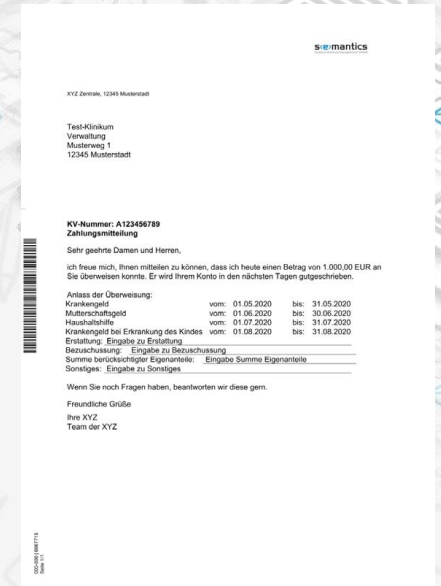 s(e)mantics
XYZ Zentrale, 12345 Musterstadt
Test-Klinikum
Verwaltung
Musterweg 1
12345 Musterstadt
KV-Nummer: A123456789
Zahlungsmitteilung
Sehr geehrte Damen und Herren,
ich freue mich, Ihnen mitteilen zu können, dass ich heute einen Betrag von 1.000,00 EUR an
Sie überweisen konnte. Er wird Ihrem Konto in den nächsten Tagen gutgeschrieben.
Anlass der Überweisung:
Krankengeld vom: 01.05.2020 bis: 31.05.2020
Mutterschaftsgeld vom: 01.06.2020 bis: 30.06.2020
Haushaltshilfe vom: 01.07.2020 bis: 31.07.2020
Krankengeld bei Erkrankung des Kindes vom: 01.08.2020 bis: 31.08.2020
Erstattung: Eingabe zu Erstattung
Bezuschussung: Eingabe zu Bezuschussung
Summe berücksichtigter Eigenanteile: Eingabe Summe Eigenanteile
Sonstiges: Eingabe zu Sonstiges
Wenn Sie noch Fragen haben, beantworten wir diese gern.
Freundliche Grüße
Ihre XYZ
Team der XYZ
Seite 1/1